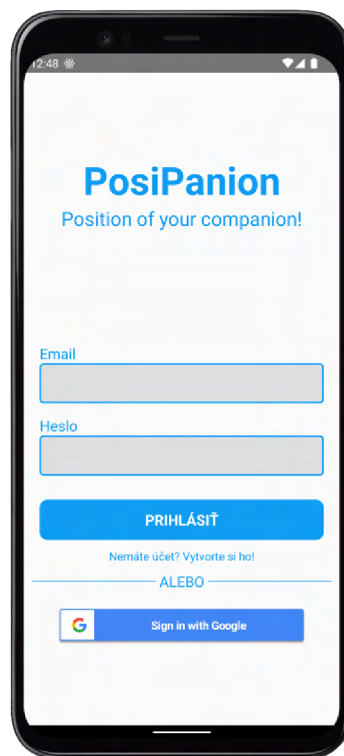 12:48
PosiPanion
Position of your companion!
Email
Heslo
PRIHLÁSIŤ
Nemáte účet? Vytvorte si ho!
ALEBO
G
Sign in with Google